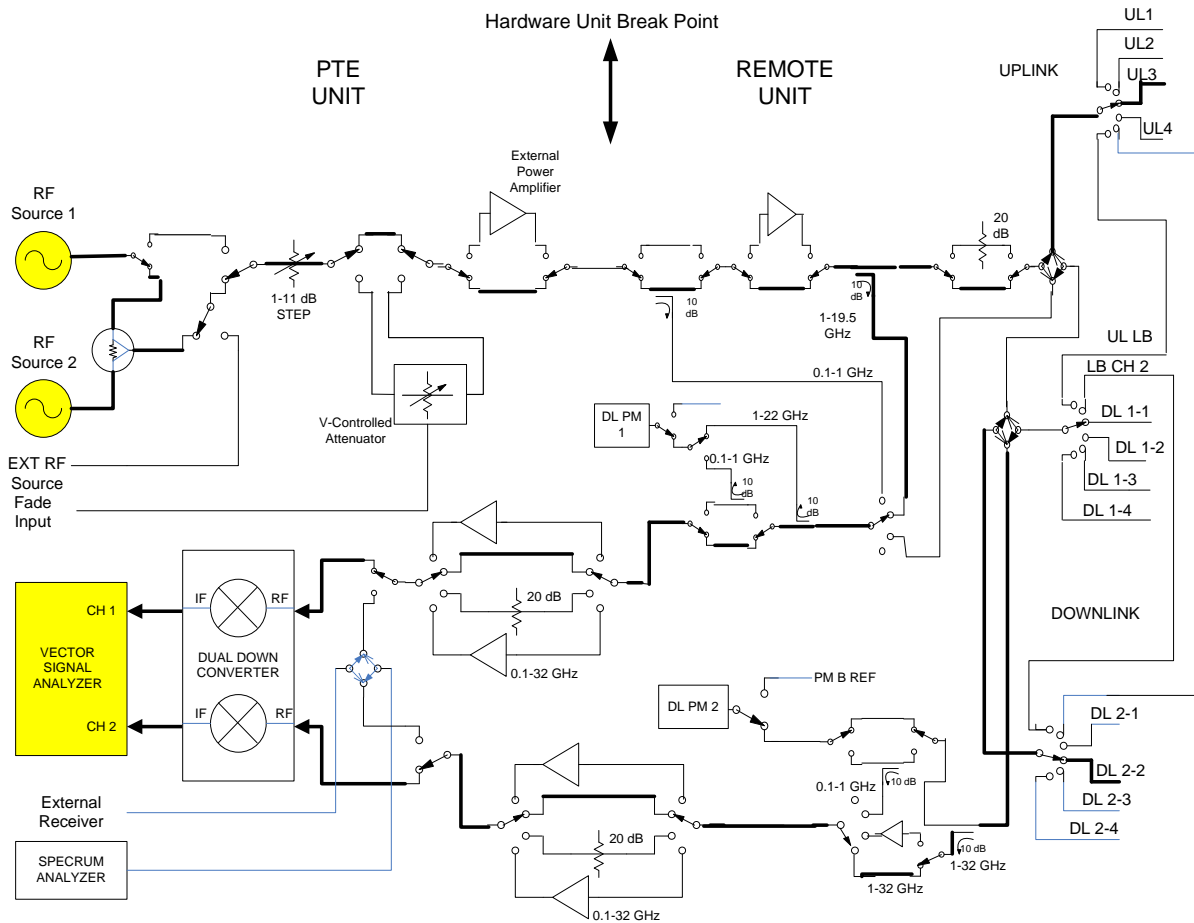 Hardware Unit Break Point
PTE
UNIT
REMOTE
UNIT
UPLINK
UL1
UL2
UL3
UL4
External
Power
Amplifier
RF
Source 1
1-11 dB
STEP
20
dB
10
dB
10
dB
1-19.5
GHz
RF
Source 2
V-Controlled
Attenuator
EXT RF
Source
Fade
Input
0.1-1 GHz
DL PM
1
1-22 GHz
0.1-1 GHz
10
dB
10
dB
UL LB
LB CH 2
DL 1-1
DL 1-2
DL 1-3
DL 1-4
VECTOR
SIGNAL
ANALYZER
CH 1
CH 2
IF
RF
DUAL DOWN
CONVERTER
IF
RF
20 dB
0.1-32 GHz
DOWNLINK
PM B REF
DL PM 2
0.1-1 GHz
10 dB
10 dB
1-32 GHz
1-32 GHz
DL 2-1
DL 2-2
DL 2-3
DL 2-4
External
Receiver
SPECRUM
ANALYZER
20 dB
0.1-32 GHz